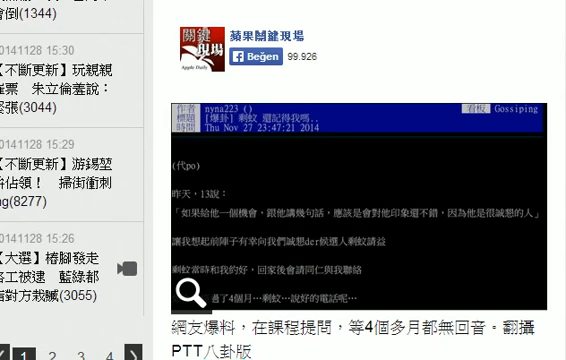 會倒(1344)
20141128 15:30
【不斷更新】玩親親
催票　朱立倫羞說：
緊張(3044)
20141128 15:29
【不斷更新】游錫堃
拚佔領！　掃街衝刺
ng(8277)
20141128 15:26
【大選】樁腳發走
路工被逮　藍綠都
指對方栽贓(3055)
1 2 3 4
關鍵
現場
Apple Daily
蘋果關鍵現場
Beğen 99.926
作者 nyna223 () 看板 Gossiping
標題 [爆卦] 剩蚊 還記得我嗎..
時間 Thu Nov 27 23:47:21 2014
(代po)
昨天，13說：
「如果給他一個機會，跟他講幾句話，應該是會對他印象還不錯，因為他是很誠懇的人」
讓我想起前陣子有幸向我們誠懇der候選人剩蚊請益
剩蚊當時和我約好，回家後會請同仁與我聯絡
過了4個月…剩蚊…說好的電話呢…
網友爆料，在課程提問，等4個多月都無回音。翻攝
PTT八卦版